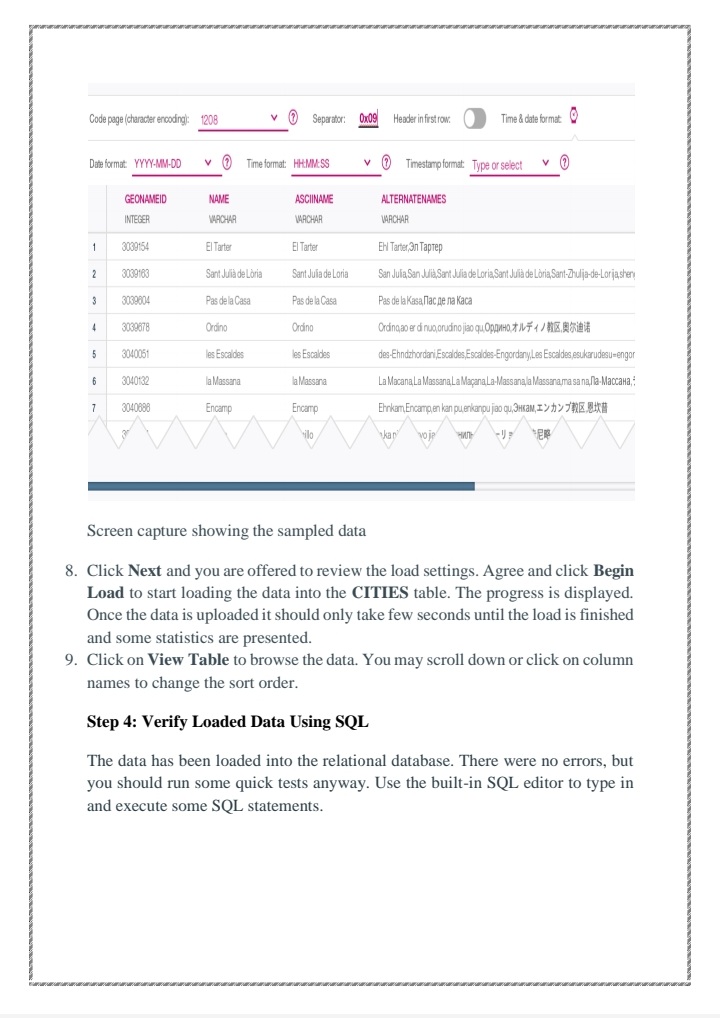 Code page (character encoding): 1208 Separator: 0x09 Header in first row: Time & date format:
Date format: YYYY-MM-DD Time format: HH:MM:SS Timestamp format: Type or select
GEONAMEID NAME ASCIINAME ALTERNATENAMES
INTEGER VARCHAR VARCHAR VARCHAR
1 3039154 El Tarter El Tarter Ehl Tarter,Эл Тартер
2 3039163 Sant Julià de Lòria Sant Julia de Loria San Julia,San Julià,Sant Julia de Loria,Sant Julià de Lòria,Sant-Zhulija-de-Lorija,sheng
3 3039604 Pas de la Casa Pas de la Casa Pas de la Kasa,Пас де ла Каса
4 3039678 Ordino Ordino Ordino,ao er di nuo,orudino jiao qu,Ордино,オルディノ教区,奥尔迪诺
5 3040051 les Escaldes les Escaldes des-Ehndzhordani,Escaldes,Escaldes-Engordany,Les Escaldes,esukarudesu=engor
6 3040132 la Massana la Massana La Macana,La Massana,La Maçana,La-Massana,la Massana,ma sa na,Ла-Массана,
7 3040686 Encamp Encamp Ehnkam,Encamp,en kan pu,enkanpu jiao qu,Энкам,エンカンプ教区,恩坎普
Screen capture showing the sampled data
8. Click Next and you are offered to review the load settings. Agree and click Begin
Load to start loading the data into the CITIES table. The progress is displayed.
Once the data is uploaded it should only take few seconds until the load is finished
and some statistics are presented.
9. Click on View Table to browse the data. You may scroll down or click on column
names to change the sort order.
Step 4: Verify Loaded Data Using SQL
The data has been loaded into the relational database. There were no errors, but
you should run some quick tests anyway. Use the built-in SQL editor to type in
and execute some SQL statements.